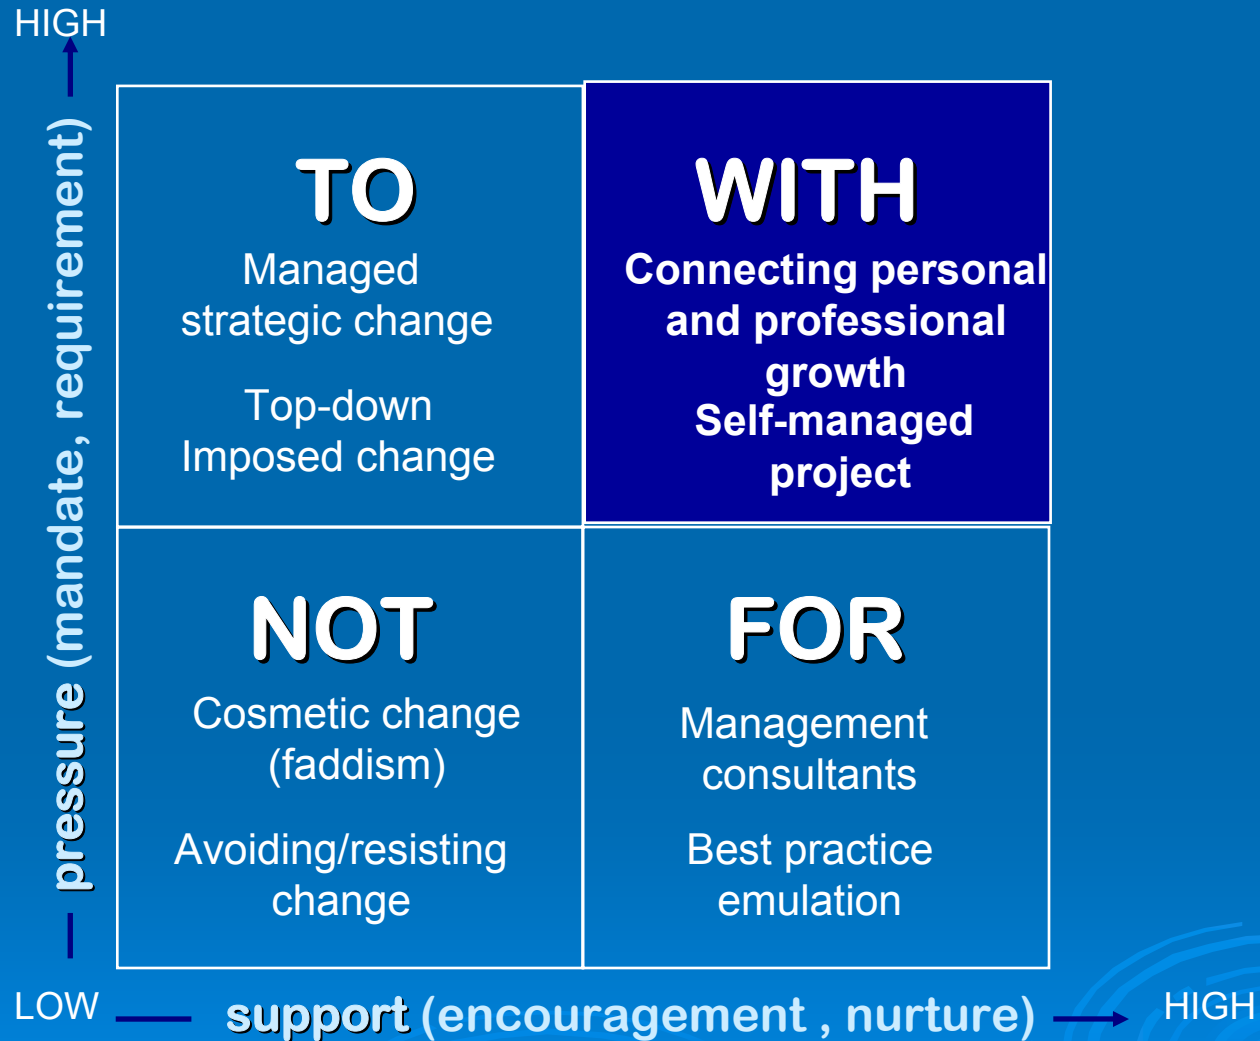 HIGH
pressure (mandate, requirement)
TO
Managed
strategic change
Top-down
Imposed change
WITH
Connecting personal
and professional
growth
Self-managed
project
NOT
Cosmetic change
(faddism)
Avoiding/resisting
change
FOR
Management
consultants
Best practice
emulation
LOW
support (encouragement , nurture)
HIGH